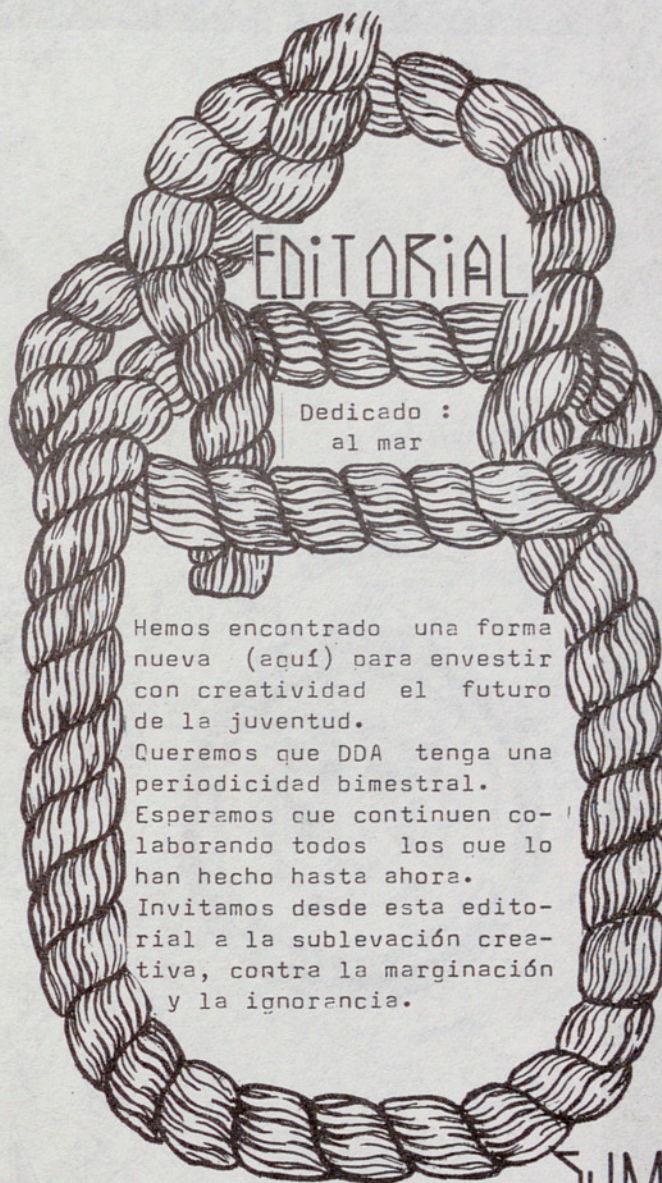 EDiTORiAL
Dedicado :
al mar
Hemos encontrado una forma
nueva (aquí) para envestir
con creatividad el futuro
de la juventud.
Queremos que DDA tenga una
periodicidad bimestral.
Esperamos que continuen co-
laborando todos los que lo
han hecho hasta ahora.
Invitamos desde esta edito-
rial a la sublevación crea-
tiva, contra la marginación
y la ignorancia.